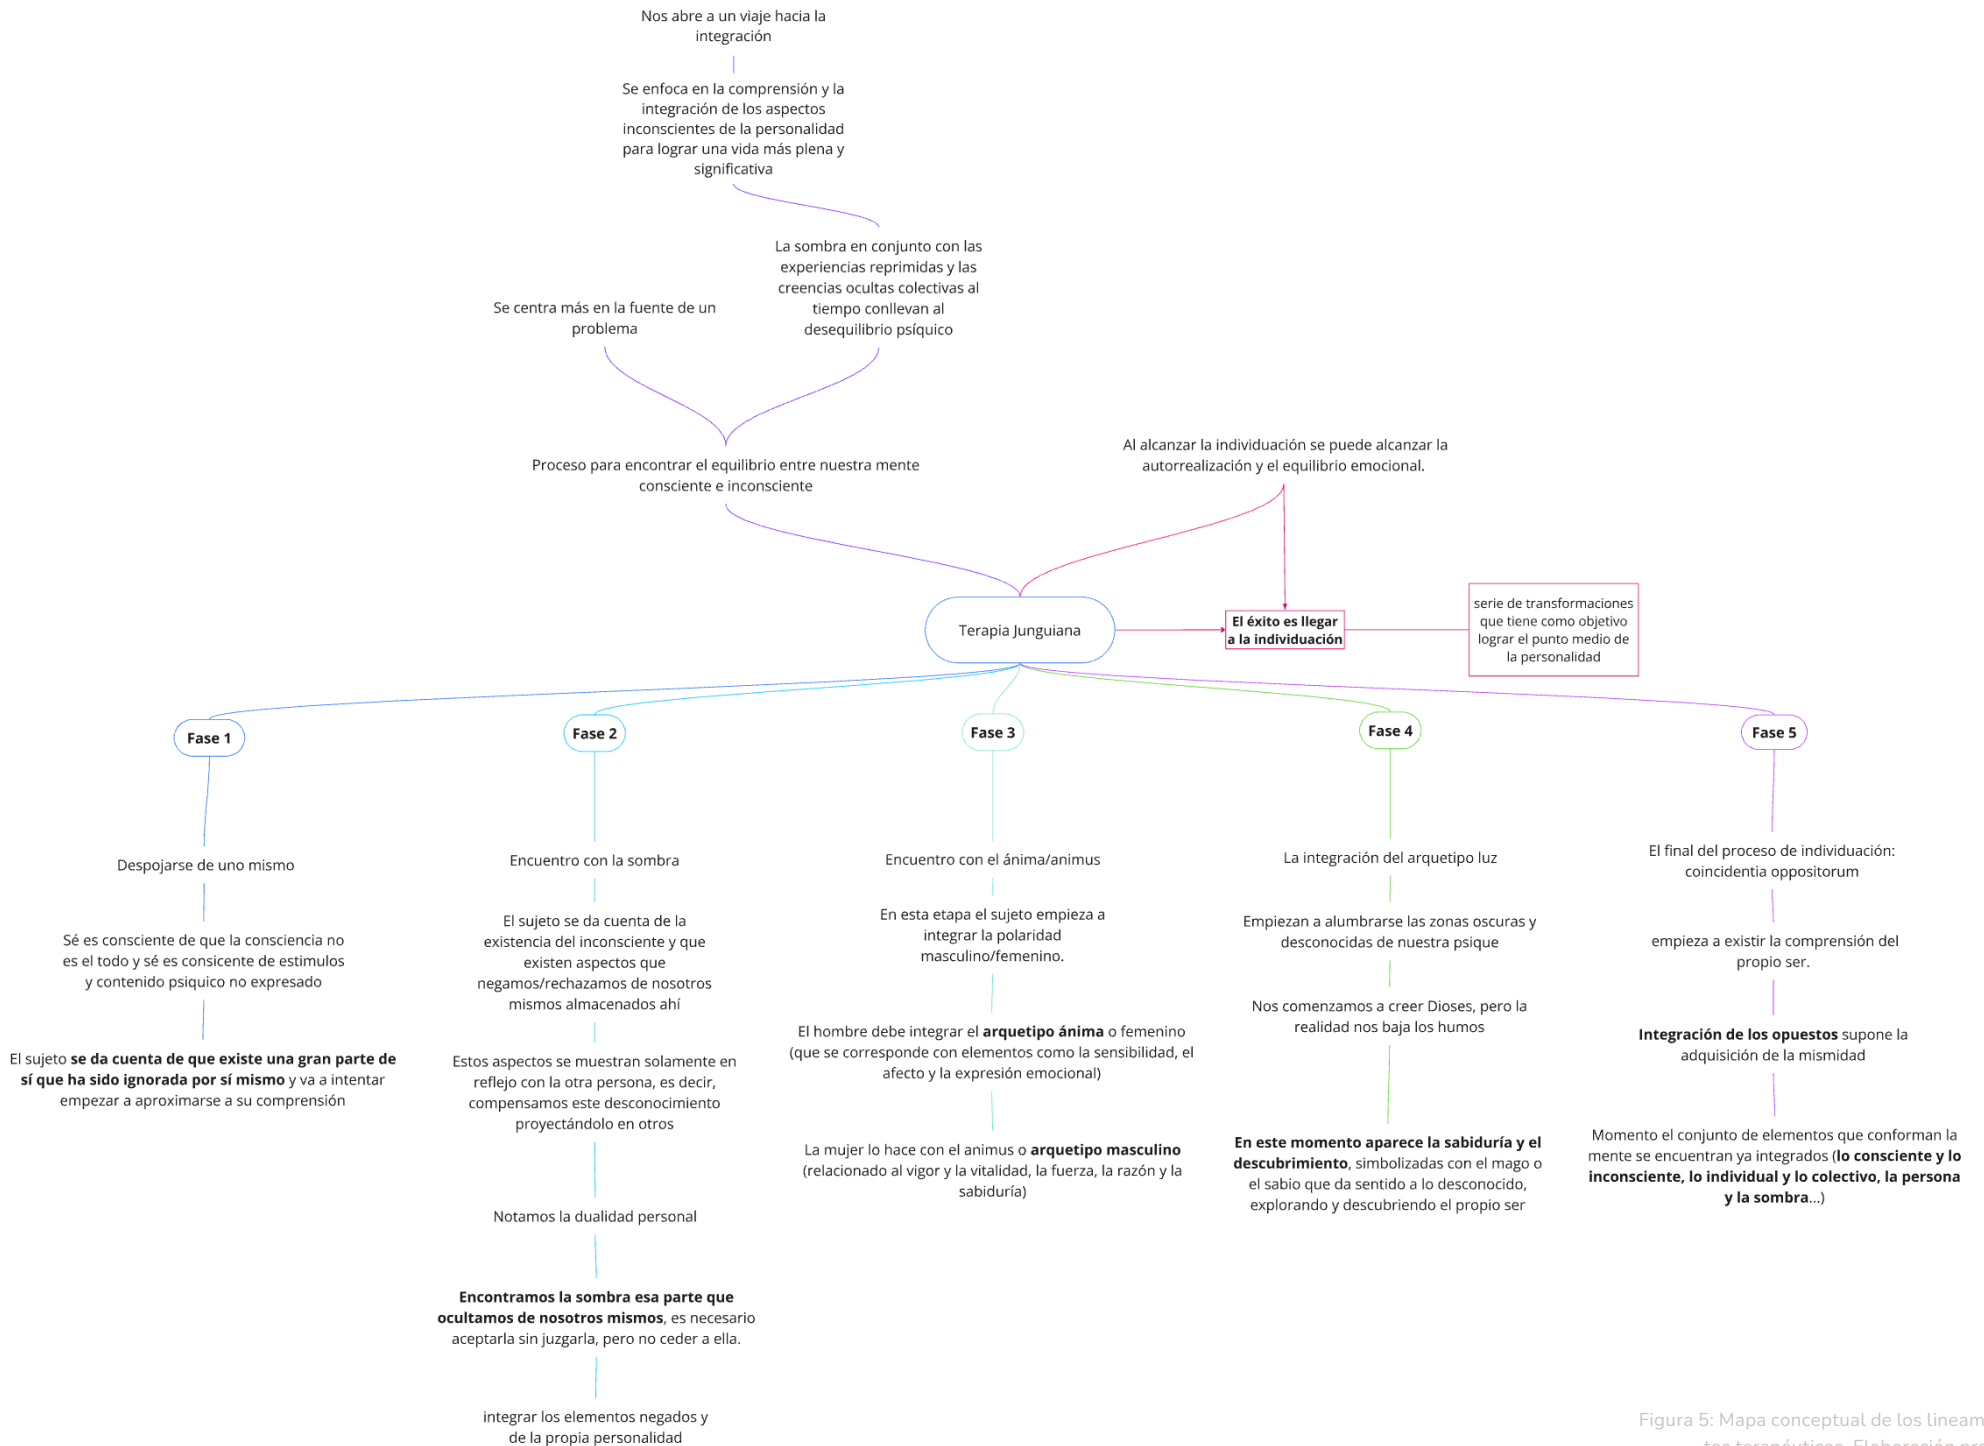 Nos abre a un viaje hacia la
integración
Se enfoca en la comprensión y la
integración de los aspectos
inconscientes de la personalidad
para lograr una vida más plena y
significativa
La sombra en conjunto con las
experiencias reprimidas y las
creencias ocultas colectivas al
tiempo conllevan al
desequilibrio psíquico
Se centra más en la fuente de un
problema
Proceso para encontrar el equilibrio entre nuestra mente
consciente e inconsciente
Al alcanzar la individuación se puede alcanzar la
autorrealización y el equilibrio emocional.
Terapia Junguiana
El éxito es llegar
a la individuación
serie de transformaciones
que tiene como objetivo
lograr el punto medio de
la personalidad
Fase 1
Despojarse de uno mismo
Sé es consciente de que la consciencia no
es el todo y sé es consicente de estimulos
y contenido psiquico no expresado
El sujeto se da cuenta de que existe una gran parte de
sí que ha sido ignorada por sí mismo y va a intentar
empezar a aproximarse a su comprensión
Fase 2
Encuentro con la sombra
El sujeto se da cuenta de la
existencia del inconsciente y que
existen aspectos que
negamos/rechazamos de nosotros
mismos almacenados ahí
Estos aspectos se muestran solamente en
reflejo con la otra persona, es decir,
compensamos este desconocimiento
proyectándolo en otros
Notamos la dualidad personal
Encontramos la sombra esa parte que
ocultamos de nosotros mismos, es necesario
aceptarla sin juzgarla, pero no ceder a ella.
integrar los elementos negados y
de la propia personalidad
Fase 3
Encuentro con el ánima/animus
En esta etapa el sujeto empieza a
integrar la polaridad
masculino/femenino.
El hombre debe integrar el arquetipo ánima o femenino
(que se corresponde con elementos como la sensibilidad, el
afecto y la expresión emocional)
La mujer lo hace con el animus o arquetipo masculino
(relacionado al vigor y la vitalidad, la fuerza, la razón y la
sabiduría)
Fase 4
La integración del arquetipo luz
Empiezan a alumbrarse las zonas oscuras y
desconocidas de nuestra psique
Nos comenzamos a creer Dioses, pero la
realidad nos baja los humos
En este momento aparece la sabiduría y el
descubrimiento, simbolizadas con el mago o
el sabio que da sentido a lo desconocido,
explorando y descubriendo el propio ser
Fase 5
El final del proceso de individuación:
coincidentia oppositorum
empieza a existir la comprensión del
propio ser.
Integración de los opuestos supone la
adquisición de la mismidad
Momento el conjunto de elementos que conforman la
mente se encuentran ya integrados (lo consciente y lo
inconsciente, lo individual y lo colectivo, la persona
y la sombra...)
Figura 5: Mapa conceptual de los lineam
tos terapéuticos. Elaboración pro